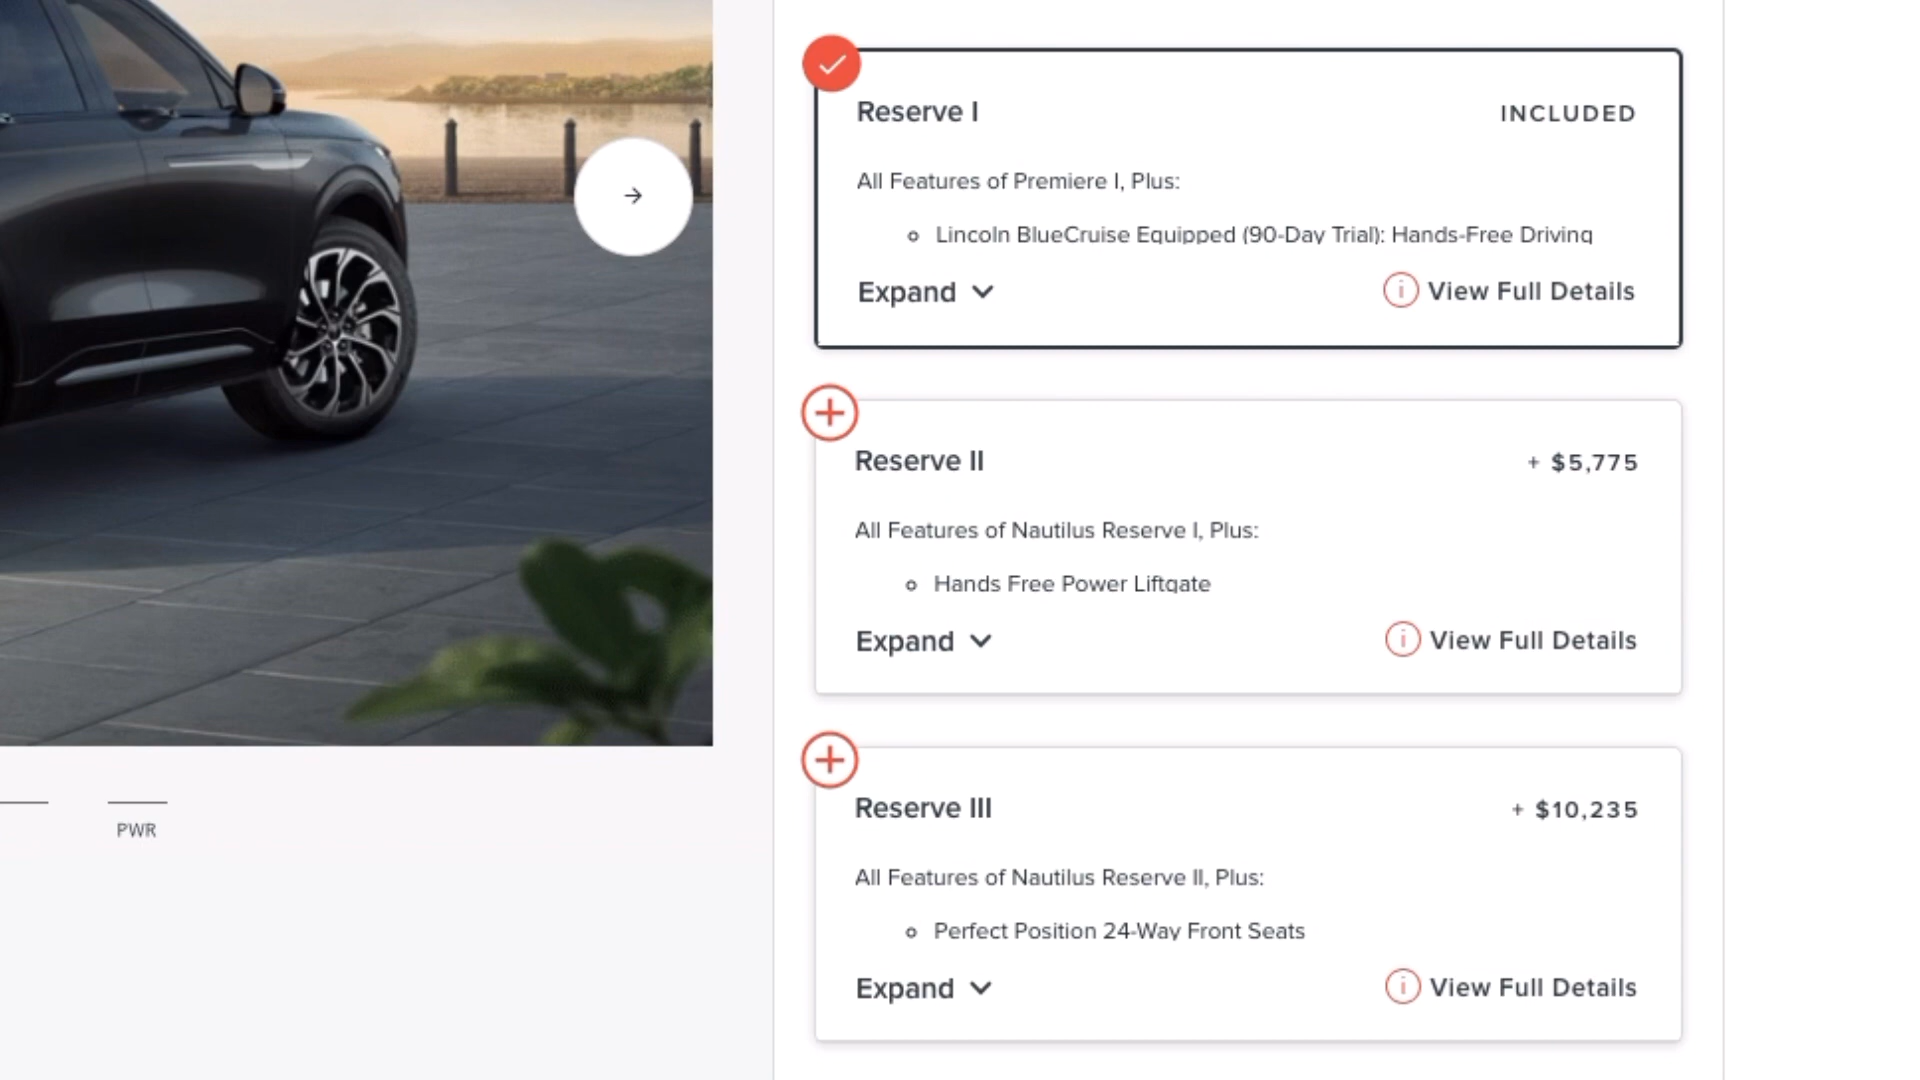 Reserve I
INCLUDED
All Features of Premiere I, Plus:
Lincoln BlueCruise Equipped (90-Day Trial): Hands-Free Driving
Expand
View Full Details
Reserve II
+ $5,775
All Features of Nautilus Reserve I, Plus:
Hands Free Power Liftgate
Expand
View Full Details
Reserve III
+ $10,235
All Features of Nautilus Reserve II, Plus:
Perfect Position 24-Way Front Seats
Expand
View Full Details
PWR